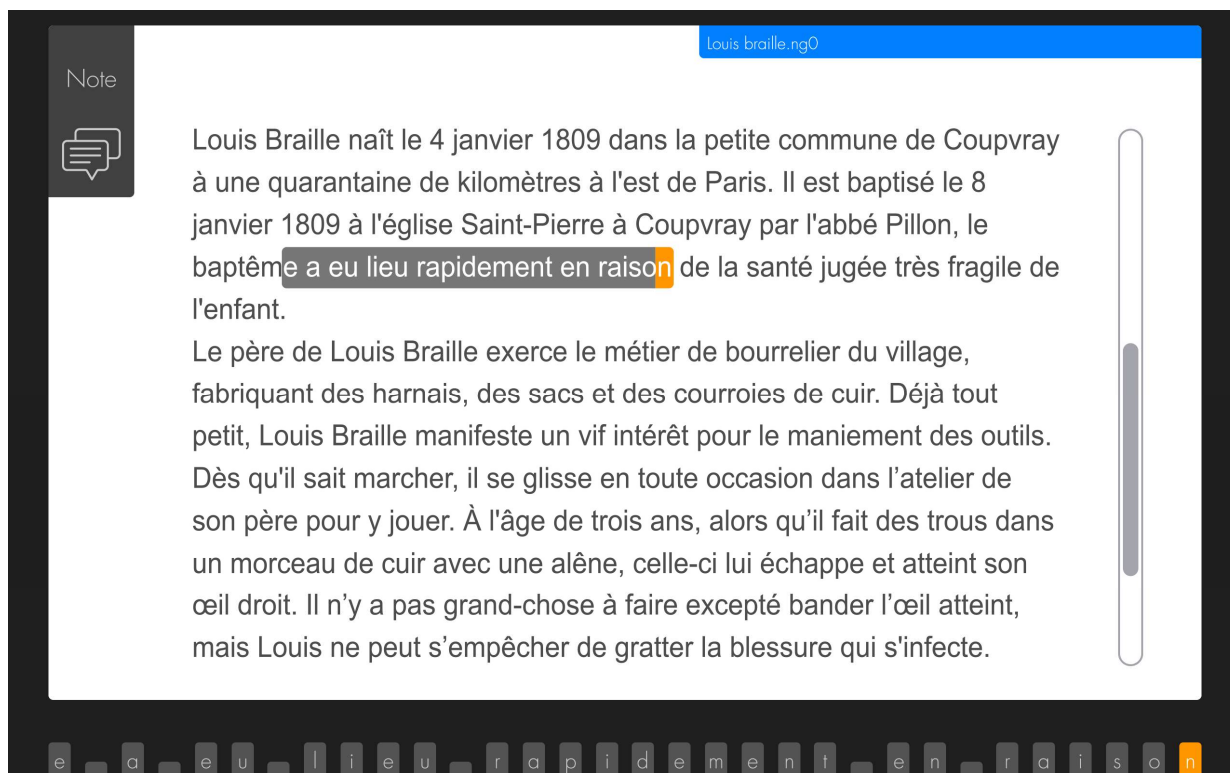 Louis braille.ng0
Note
Louis Braille naît le 4 janvier 1809 dans la petite commune de Coupvray
à une quarantaine de kilomètres à l'est de Paris. Il est baptisé le 8
janvier 1809 à l'église Saint-Pierre à Coupvray par l'abbé Pillon, le
baptême a eu lieu rapidement en raison de la santé jugée très fragile de
l'enfant.
Le père de Louis Braille exerce le métier de bourrelier du village,
fabriquant des harnais, des sacs et des courroies de cuir. Déjà tout
petit, Louis Braille manifeste un vif intérêt pour le maniement des outils.
Dès qu'il sait marcher, il se glisse en toute occasion dans l’atelier de
son père pour y jouer. À l'âge de trois ans, alors qu’il fait des trous dans
un morceau de cuir avec une alêne, celle-ci lui échappe et atteint son
œil droit. Il n’y a pas grand-chose à faire excepté bander l’œil atteint,
mais Louis ne peut s’empêcher de gratter la blessure qui s'infecte.
e a eu lieu rapidement en raison